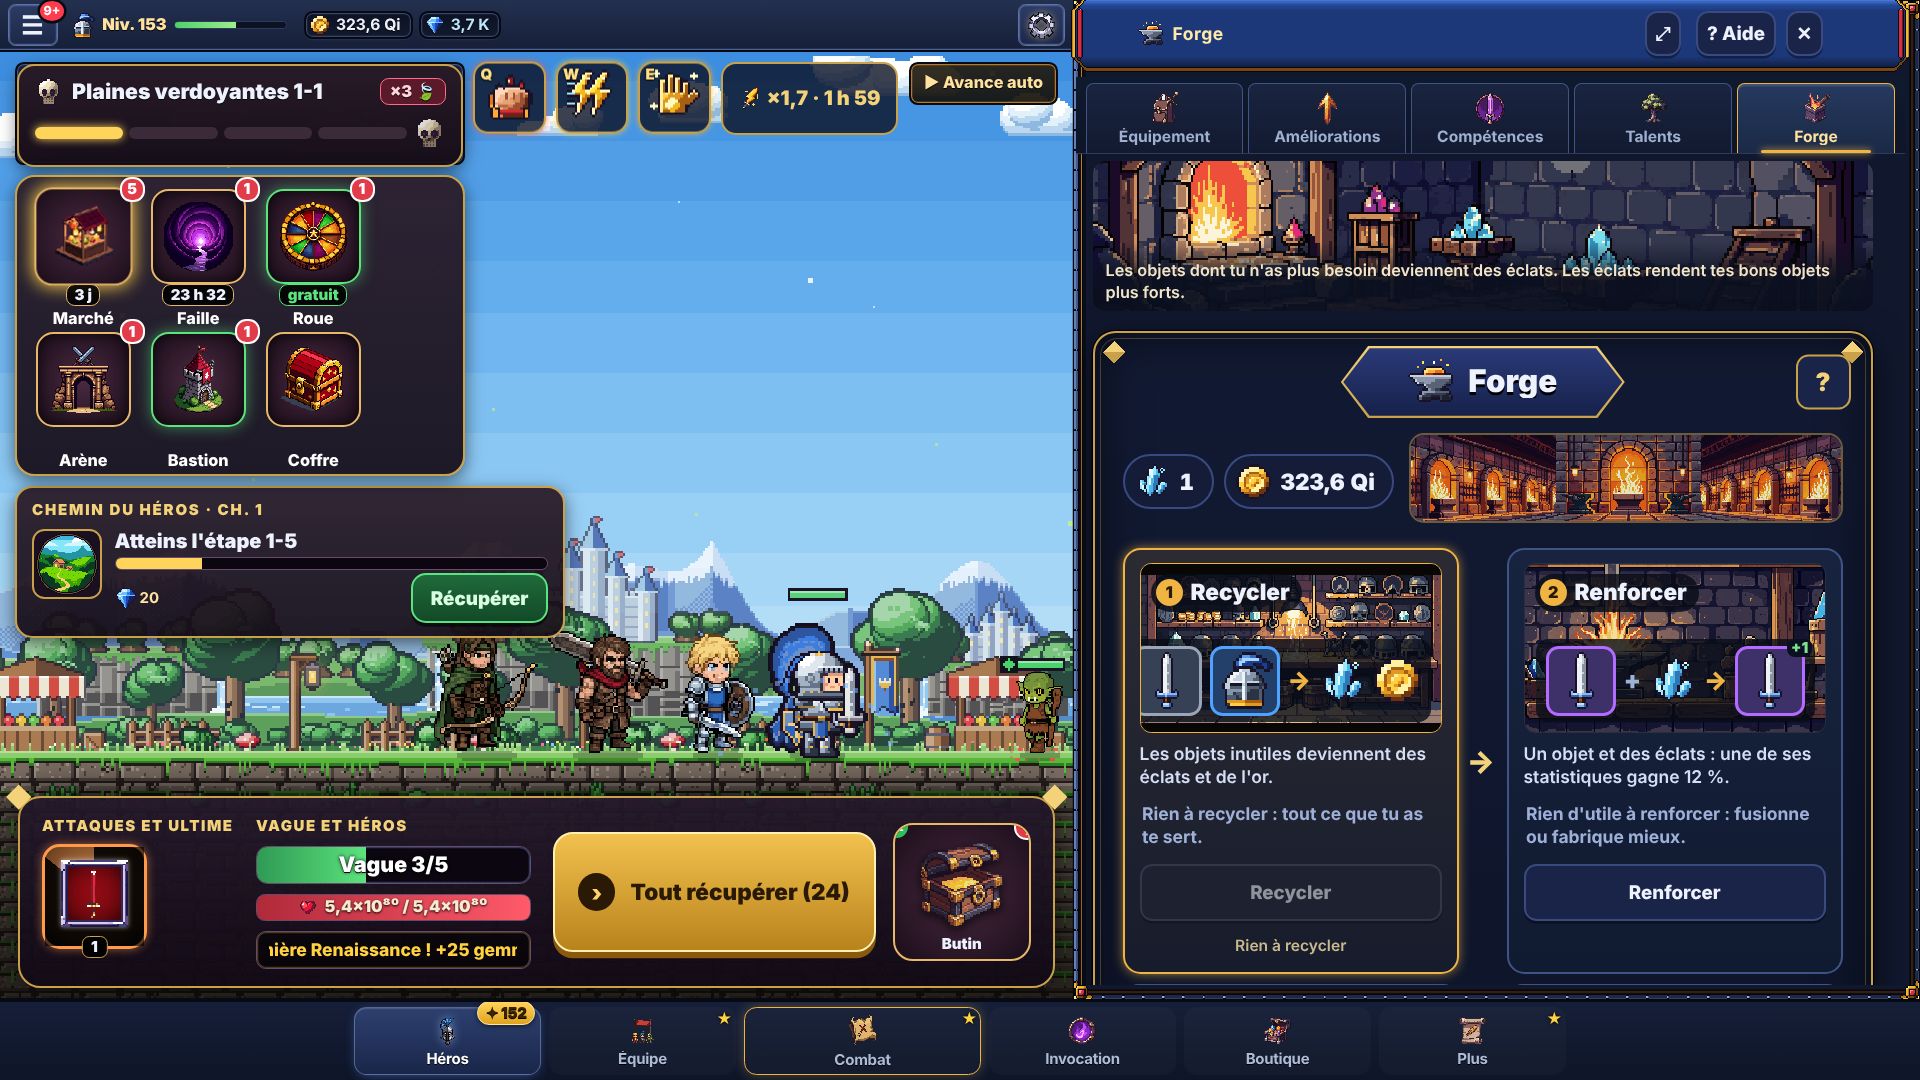 9+
Niv. 153
323,6 Qi
3,7 K
Plaines verdoyantes 1-1
×3
Q
W
E
×1,7 · 1 h 59
Avance auto
5
1
1
3 j
23 h 32
gratuit
Marché
Faille
Roue
1
1
Arène
Bastion
Coffre
CHEMIN DU HÉROS · CH. 1
Atteins l'étape 1-5
20
Récupérer
ATTAQUES ET ULTIME
1
VAGUE ET HÉROS
Vague 3/5
5,4×10⁸⁰ / 5,4×10⁸⁰
ière Renaissance ! +25 gem
Tout récupérer (24)
Butin
Forge
? Aide
Équipement
Améliorations
Compétences
Talents
Forge
Les objets dont tu n'as plus besoin deviennent des éclats. Les éclats rendent tes bons objets
plus forts.
Forge
?
1
323,6 Qi
1 Recycler
Les objets inutiles deviennent des
éclats et de l'or.
Rien à recycler : tout ce que tu as
te sert.
Recycler
Rien à recycler
2 Renforcer
+1
Un objet et des éclats : une de ses
statistiques gagne 12 %.
Rien d'utile à renforcer : fusionne
ou fabrique mieux.
Renforcer
152
Héros
Équipe
Combat
Invocation
Boutique
Plus